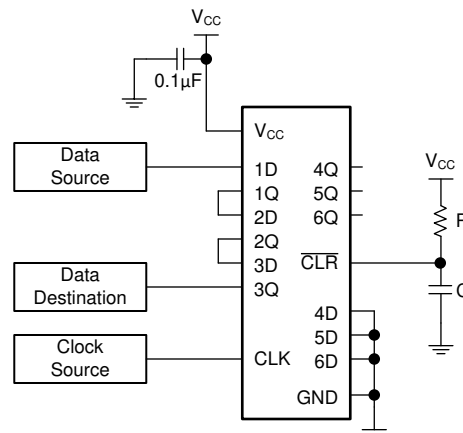 VCC
0.1µF
VCC
Data
Source
1D
4Q
1Q
5Q
2D
6Q
2Q
3D
CLR
Data
Destination
3Q
4D
5D
Clock
Source
CLK
6D
GND
VCC
R
C